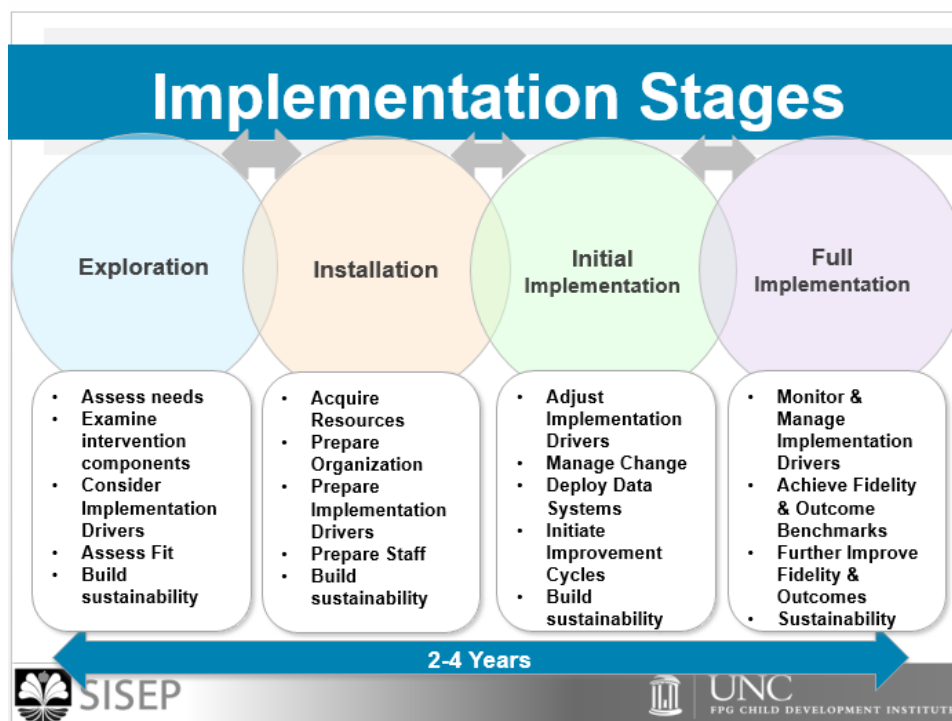 Implementation Stages
Exploration
Installation
Initial
Implementation
Full
Implementation
• Assess needs
• Examine
intervention
components
• Consider
Implementation
Drivers
• Assess Fit
• Build
sustainability
• Acquire
Resources
• Prepare
Organization
• Prepare
Implementation
Drivers
• Prepare Staff
• Build
sustainability
• Adjust
Implementation
Drivers
• Manage Change
• Deploy Data
Systems
• Initiate
Improvement
Cycles
• Build
sustainability
• Monitor &
Manage
Implementation
Drivers
• Achieve Fidelity
& Outcome
Benchmarks
• Further Improve
Fidelity &
Outcomes
• Sustainability
2-4 Years
SISEP
UNC
FPG CHILD DEVELOPMENT INSTITUTE